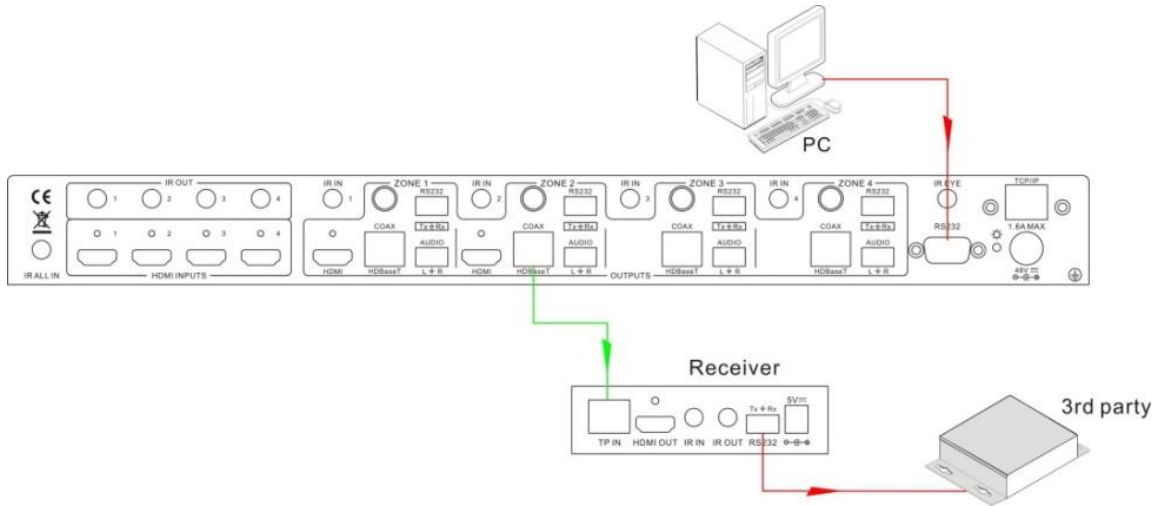 PC
IR OUT
1 2 3 4
IR IN 1 ZONE 1 IR IN 2 ZONE 2 IR IN 3 ZONE 3 IR IN 4 ZONE 4 IR EYE TCP/IP
RS232 RS232 RS232 RS232
CE
COAX Tx Rx COAX Tx Rx COAX Tx Rx COAX Tx Rx RS232 1.6A MAX
1 2 3 4
AUDIO AUDIO AUDIO AUDIO
IR ALL IN HDMI INPUTS HDMI HDBaseT L R HDMI HDBaseT L R OUTPUTS HDBaseT L R HDBaseT L R 48V
Receiver
3rd party
Tx Rx 5V
TP IN HDMI OUT IR IN IR OUT RS232